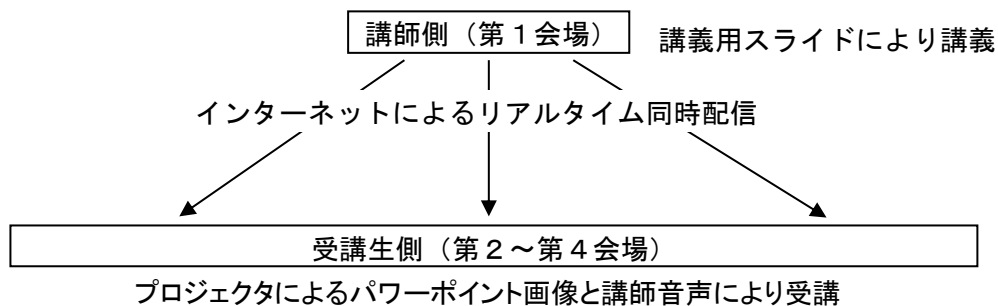 講師側（第１会場）　講義用スライドにより講義
インターネットによるリアルタイム同時配信
受講生側（第２～第４会場）
プロジェクタによるパワーポイント画像と講師音声により受講